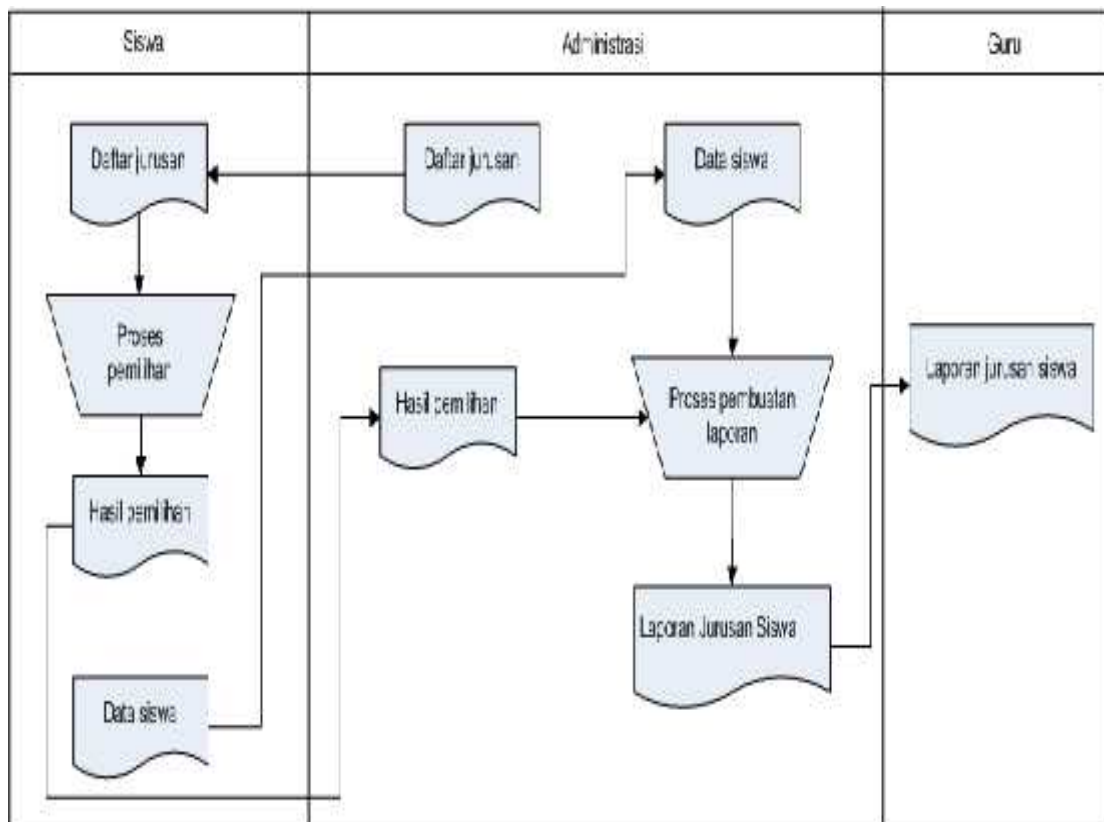 Siswa
Administrasi
Guru
Daftar jurusan
Daftar jurusan
Data siswa
Proses
pemilihan
Hasil pemilihan
Proses pembuatan
laporan
Laporan jurusan siswa
Hasil pemilihan
Laporan Jurusan Siswa
Data siswa